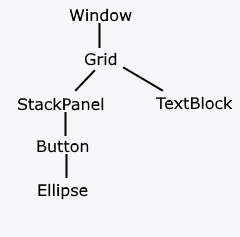 Window
Grid
StackPanel TextBlock
Button
Ellipse